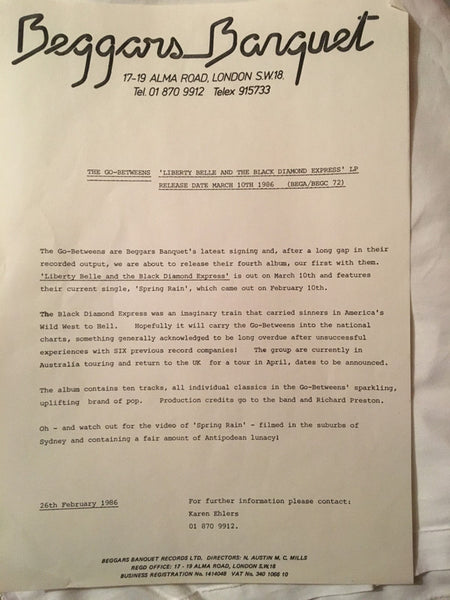 Beggars Banquet
17-19 ALMA ROAD, LONDON S.W.18.
Tel. 01 870 9912 Telex 915733
THE GO-BETWEENS 'LIBERTY BELLE AND THE BLACK DIAMOND EXPRESS' LP
RELEASE DATE MARCH 10TH 1986 (BEGA/BEGC 72)
The Go-Betweens are Beggars Banquet's latest signing and, after a long gap in their
recorded output, we are about to release their fourth album, our first with them.
'Liberty Belle and the Black Diamond Express' is out on March 10th and features
their current single, 'Spring Rain', which came out on February 10th.
The Black Diamond Express was an imaginary train that carried sinners in America's
Wild West to Hell. Hopefully it will carry the Go-Betweens into the national
charts, something generally acknowledged to be long overdue after unsuccessful
experiences with SIX previous record companies! The group are currently in
Australia touring and return to the UK for a tour in April, dates to be announced.
The album contains ten tracks, all individual classics in the Go-Betweens' sparkling,
uplifting brand of pop. Production credits go to the band and Richard Preston.
Oh - and watch out for the video of 'Spring Rain' - filmed in the suburbs of
Sydney and containing a fair amount of Antipodean lunacy!
26th February 1986
For further information please contact:
Karen Ehlers
01 870 9912.
BEGGARS BANQUET RECORDS LTD. DIRECTORS: N. AUSTIN M. C. MILLS
REGD OFFICE: 17 - 19 ALMA ROAD, LONDON S.W.18
BUSINESS REGISTRATION No. 1414045 VAT No. 340 1066 10